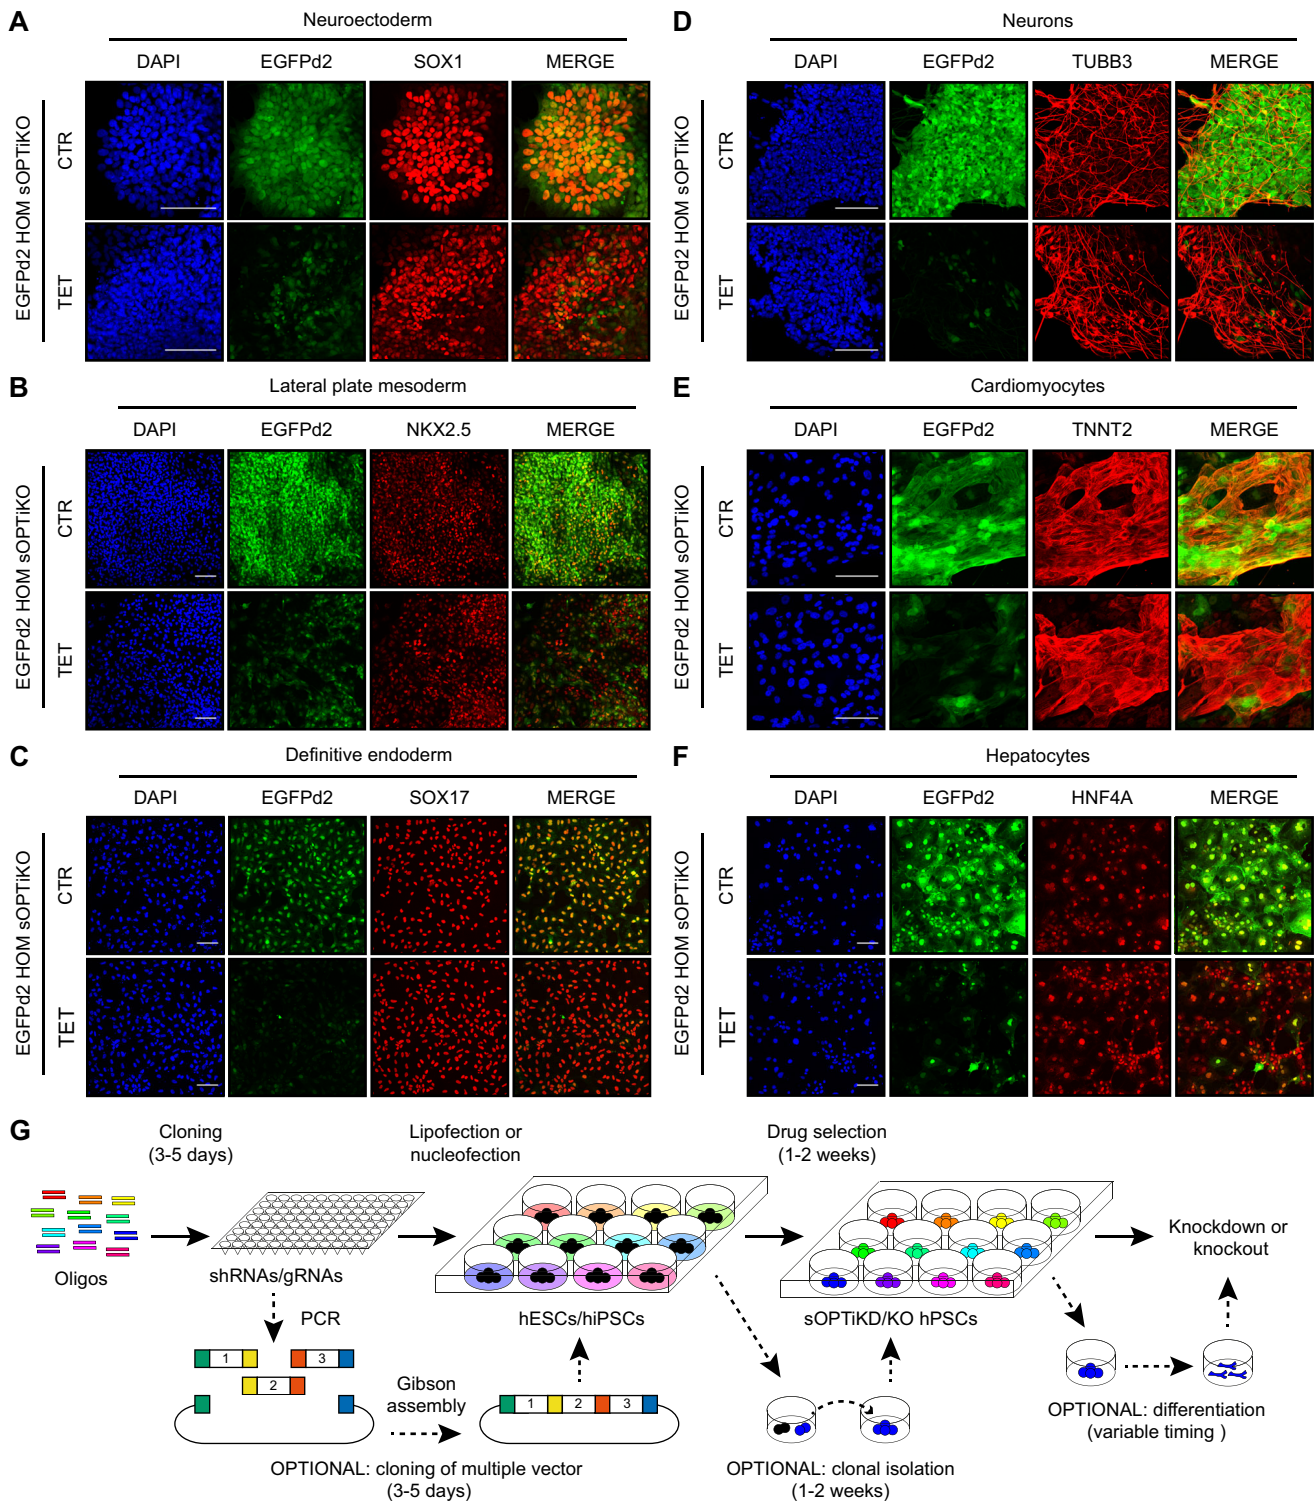 A
Neuroectoderm
DAPI EGFPd2 SOX1 MERGE
EGFPd2 HOM sOPTiKO
CTR
TET
B
Lateral plate mesoderm
DAPI EGFPd2 NKX2.5 MERGE
EGFPd2 HOM sOPTiKO
CTR
TET
C
Definitive endoderm
DAPI EGFPd2 SOX17 MERGE
EGFPd2 HOM sOPTiKO
CTR
TET
D
Neurons
DAPI EGFPd2 TUBB3 MERGE
EGFPd2 HOM sOPTiKO
CTR
TET
E
Cardiomyocytes
DAPI EGFPd2 TNNT2 MERGE
EGFPd2 HOM sOPTiKO
CTR
TET
F
Hepatocytes
DAPI EGFPd2 HNF4A MERGE
EGFPd2 HOM sOPTiKO
CTR
TET
G
Cloning
(3-5 days)
Lipofection or
nucleofection
Drug selection
(1-2 weeks)
Oligos
shRNAs/gRNAs
hESCs/hiPSCs
sOPTiKD/KO hPSCs
Knockdown or
knockout
PCR
1 3
2
Gibson
assembly
1 2 3
OPTIONAL: cloning of multiple vector
(3-5 days)
OPTIONAL: clonal isolation
(1-2 weeks)
OPTIONAL: differentiation
(variable timing )